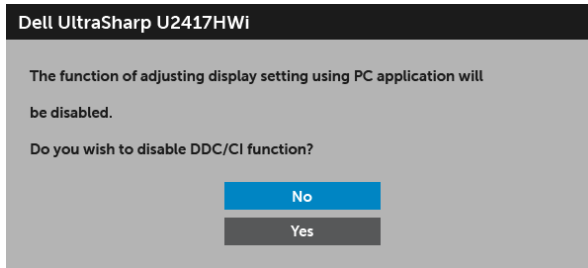 Dell UltraSharp U2417HWi
The function of adjusting display setting using PC application will
be disabled.
Do you wish to disable DDC/CI function?
No
Yes